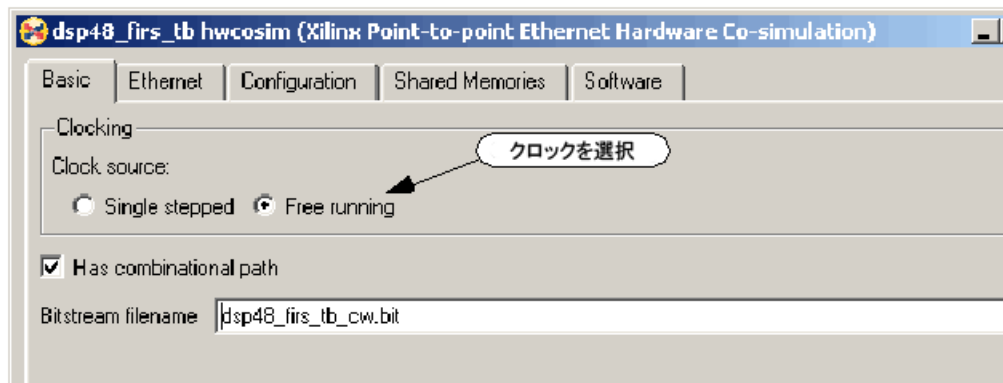 dsp48_firs_tb hwcosim (Xilinx Point-to-point Ethernet Hardware Co-simulation)
Basic Ethernet Configuration Shared Memories Software
Clocking
クロックを選択
Clock source:
Single stepped Free running
Has combinational path
Bitstream filename dsp48_firs_tb_cw.bit